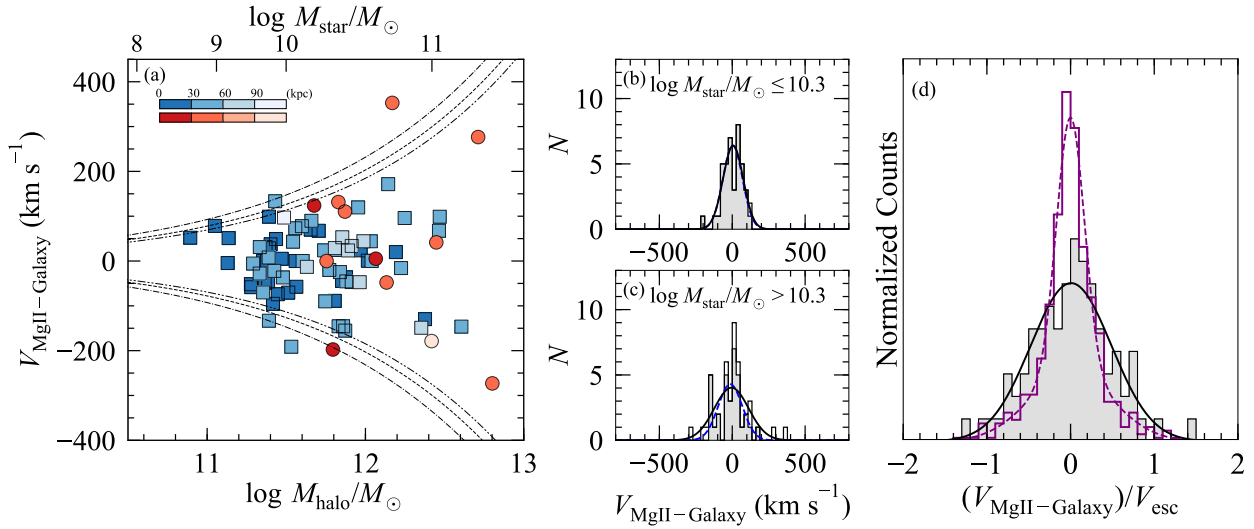 log M_star/M_⊙
8 9 10 11
(a)
0 30 60 90 (kpc)
V_MgII−Galaxy (km s⁻¹)
400
200
0
−200
−400
11 12 13
log M_halo/M_⊙
(b) log M_star/M_⊙ ≤ 10.3
N
10
5
0
−500 0 500
(c) log M_star/M_⊙ > 10.3
N
10
5
0
−500 0 500
V_MgII−Galaxy (km s⁻¹)
(d)
Normalized Counts
−2 −1 0 1 2
(V_MgII−Galaxy)/V_esc